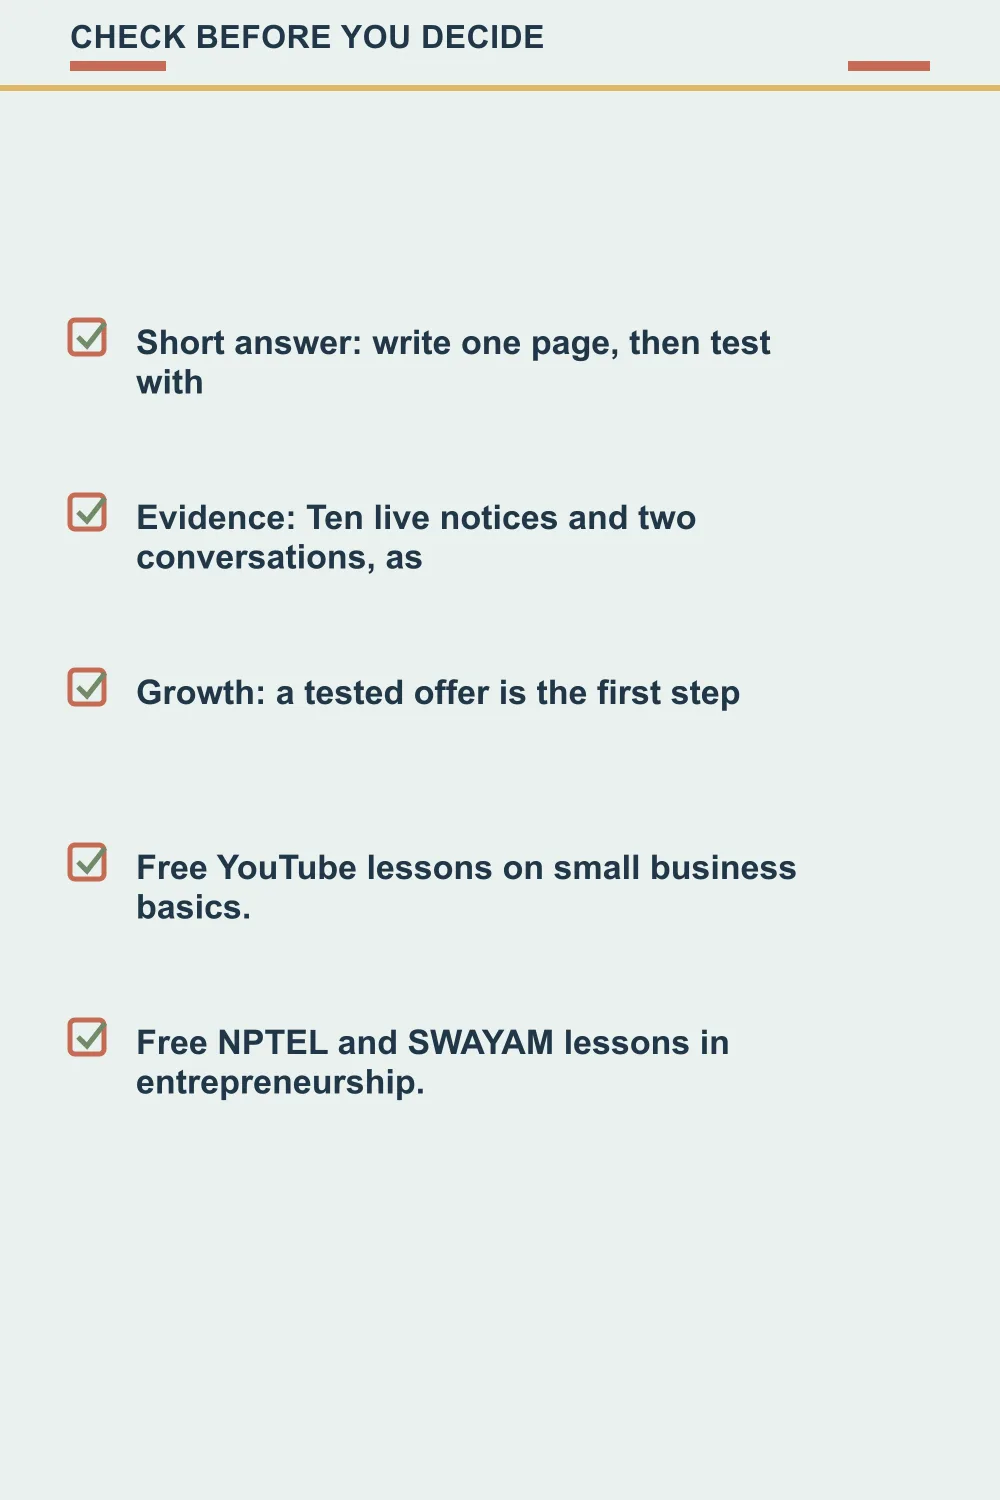 CHECK BEFORE YOU DECIDE
Short answer: write one page, then test
with
Evidence: Ten live notices and two
conversations, as
Growth: a tested offer is the first step
Free YouTube lessons on small business
basics.
Free NPTEL and SWAYAM lessons in
entrepreneurship.